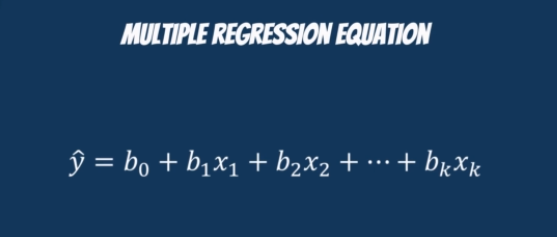 MULTIPLE REGRESSION EQUATION
ŷ = b₀ + b₁x₁ + b₂x₂ + ⋯ + bₖxₖ